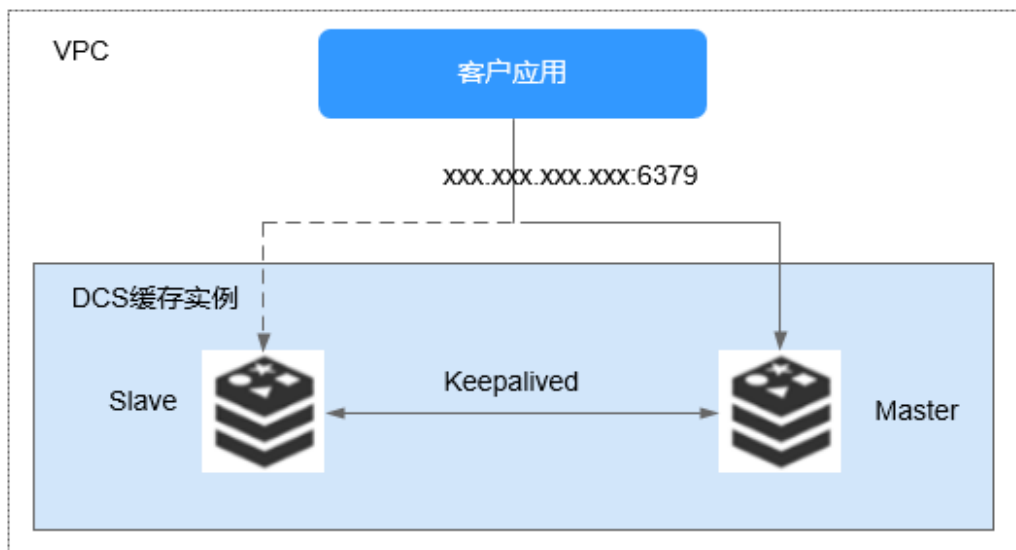 VPC
客户应用
xxx.xxx.xxx.xxx:6379
DCS缓存实例
Keepalived
Slave
Master